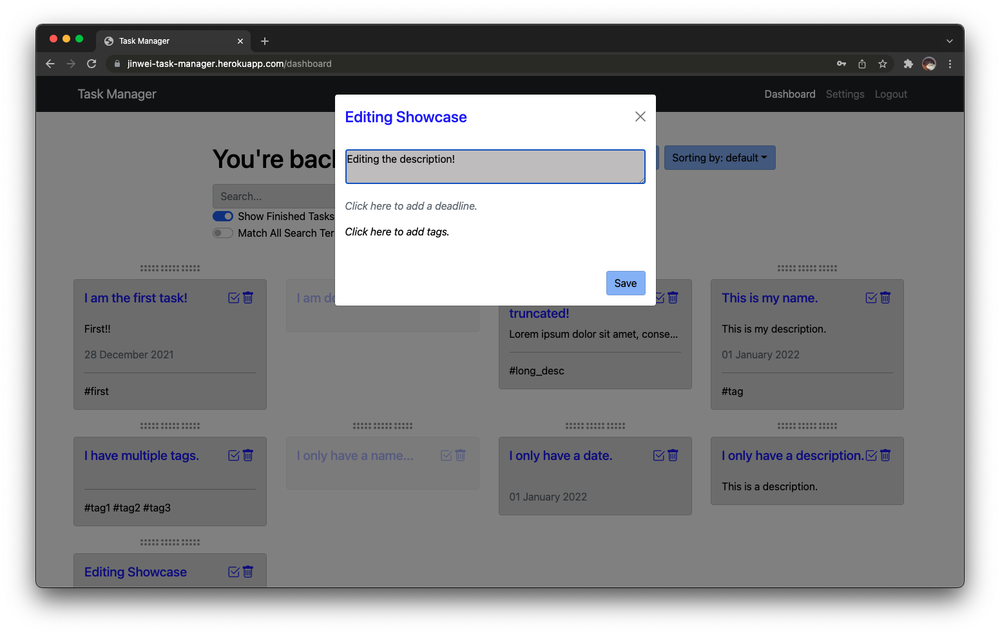 Task Manager
jinwei-task-manager.herokuapp.com/dashboard
Task Manager
Dashboard Settings Logout
Editing Showcase
You're bac
Editing the description!
Sorting by: default
Search...
Click here to add a deadline.
Show Finished Tasks
Match All Search Ter
Click here to add tags.
Save
I am the first task!
First!!
28 December 2021
#first
I am
truncated!
Lorem ipsum dolor sit amet, conse...
#long_desc
This is my name.
This is my description.
01 January 2022
#tag
I have multiple tags.
#tag1 #tag2 #tag3
I only have a name...
I only have a date.
01 January 2022
I only have a description.
This is a description.
Editing Showcase